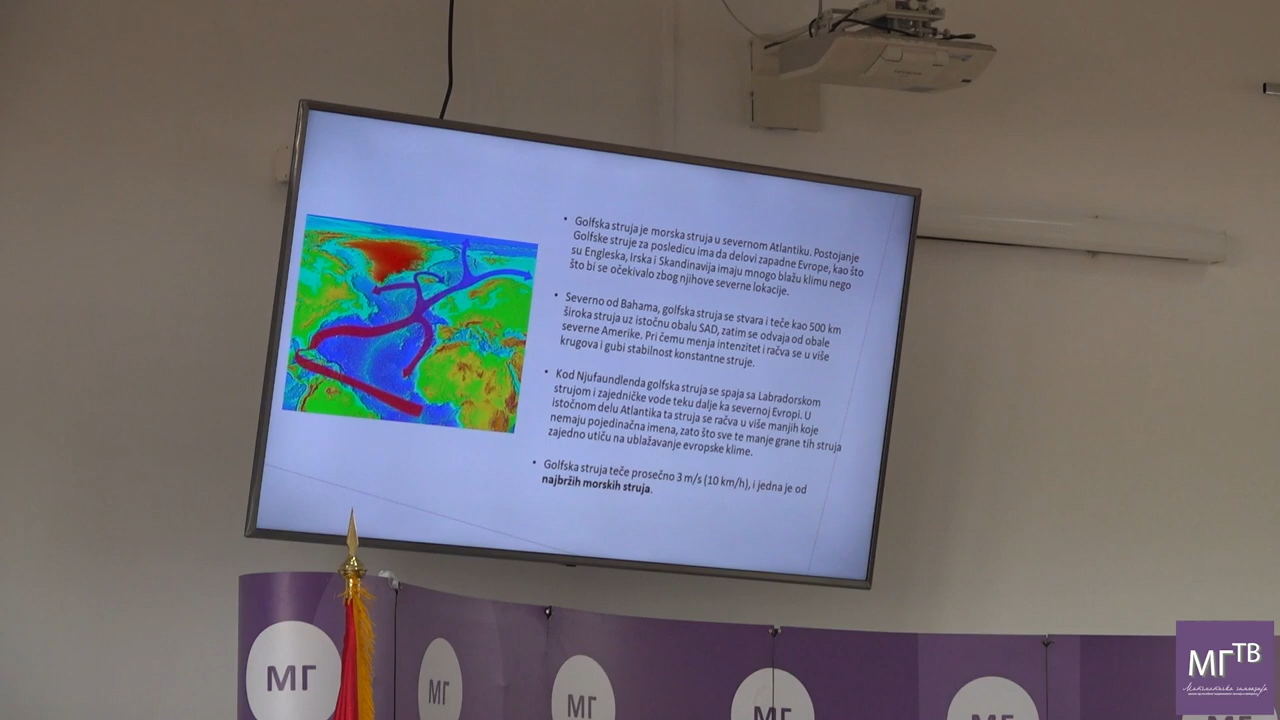 Golfska struja je morska struja u severnom Atlantiku. Postojanje
Golfske struje za posledicu ima da delovi zapadne Evrope, kao što
su Engleska, Irska i Skandinavija imaju mnogo blažu klimu nego
što bi se očekivalo zbog njihove severne lokacije.
Severno od Bahama, golfska struja se stvara i teče kao 500 km
široka struja uz istočnu obalu SAD, zatim se odvaja od obale
severne Amerike. Pri čemu menja intenzitet i račva se u više
krugova i gubi stabilnost konstantne struje.
Kod Njufaundlenda golfska struja se spaja sa Labradorskom
strujom i zajedničke vode teku dalje ka severnoj Evropi. U
istočnom delu Atlantika ta struja se račva u više manjih koje
nemaju pojedinačna imena, zato što sve te manje grane tih struja
zajedno utiču na ublažavanje evropske klime.
Golfska struja teče prosečno 3 m/s (10 km/h), i jedna je od
najbržih morskih struja.
МГ
МГ
МГ
МГ
МГ
МГТВ
Математичка гимназија